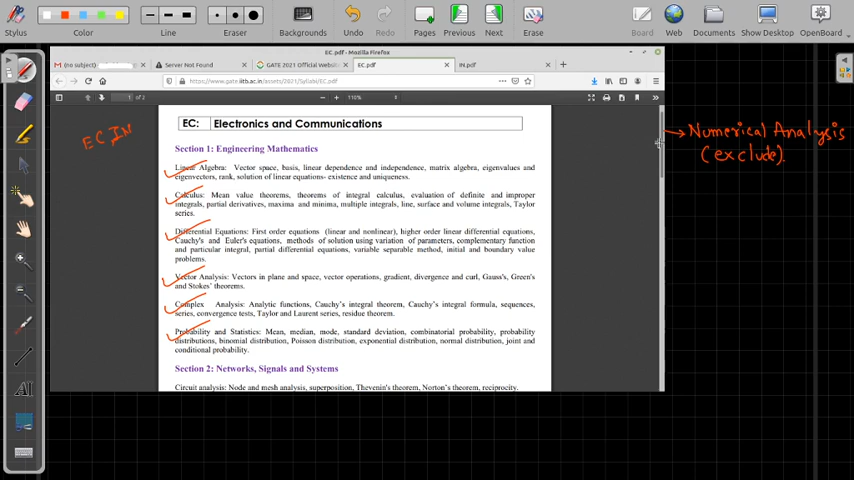 Stylus
Color
Line
Eraser
Backgrounds
Undo
Redo
Pages
Previous
Next
Erase
Board
Web
Documents
Show Desktop
OpenBoard
EC.pdf - Mozilla Firefox
(no subject)
Server Not Found
GATE 2021 Official Website
EC.pdf
IN.pdf
https://www.gate.iitb.ac.in/assets/2021/Syllabi/EC.pdf
1 of 2
110%
EC, IN
EC: Electronics and Communications
Section 1: Engineering Mathematics
Linear Algebra: Vector space, basis, linear dependence and independence, matrix algebra, eigenvalues and
eigenvectors, rank, solution of linear equations- existence and uniqueness.
Calculus: Mean value theorems, theorems of integral calculus, evaluation of definite and improper
integrals, partial derivatives, maxima and minima, multiple integrals, line, surface and volume integrals, Taylor
series.
Differential Equations: First order equations (linear and nonlinear), higher order linear differential equations,
Cauchy's and Euler's equations, methods of solution using variation of parameters, complementary function
and particular integral, partial differential equations, variable separable method, initial and boundary value
problems.
Vector Analysis: Vectors in plane and space, vector operations, gradient, divergence and curl, Gauss's, Green's
and Stokes' theorems.
Complex Analysis: Analytic functions, Cauchy's integral theorem, Cauchy's integral formula, sequences,
series, convergence tests, Taylor and Laurent series, residue theorem.
Probability and Statistics: Mean, median, mode, standard deviation, combinatorial probability, probability
distributions, binomial distribution, Poisson distribution, exponential distribution, normal distribution, joint and
conditional probability.
Section 2: Networks, Signals and Systems
Circuit analysis: Node and mesh analysis, superposition, Thevenin's theorem, Norton's theorem, reciprocity.
→ Numerical Analysis
(exclude).